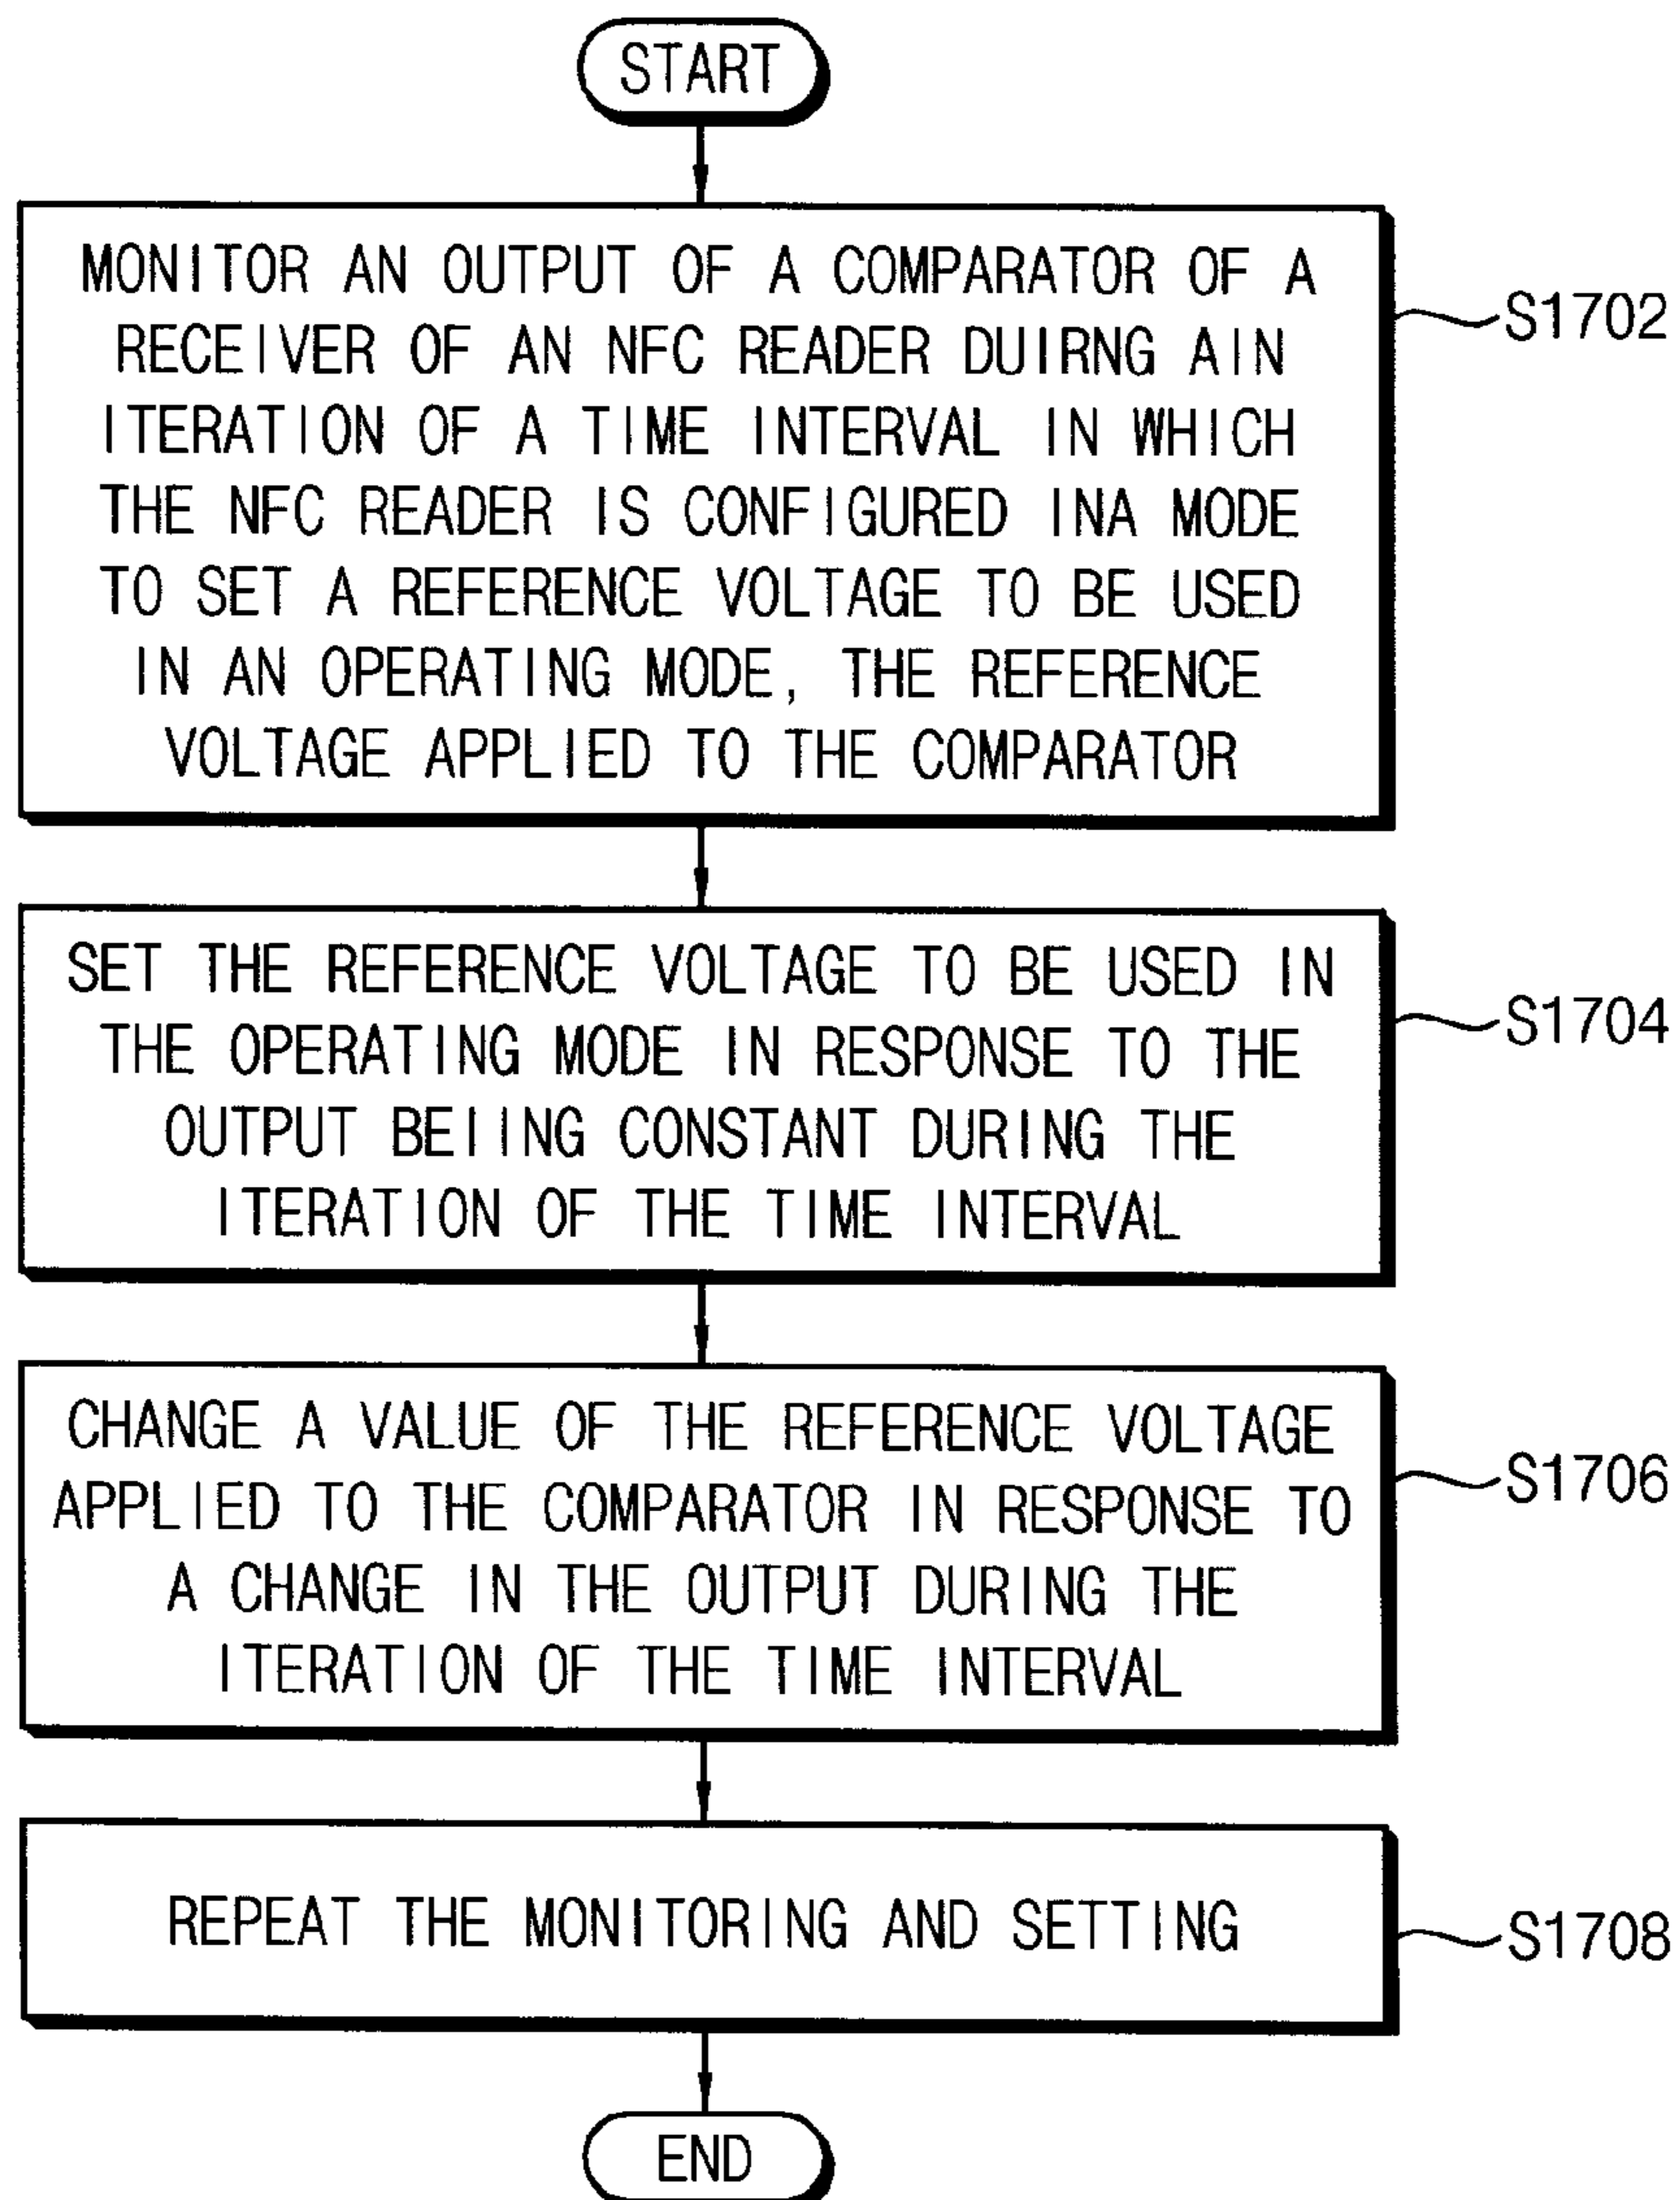 START
MONITOR AN OUTPUT OF A COMPARATOR OF A
RECEIVER OF AN NFC READER DUIRNG AIN
ITERATION OF A TIME INTERVAL IN WHICH
THE NFC READER IS CONFIGURED INA MODE
TO SET A REFERENCE VOLTAGE TO BE USED
IN AN OPERATING MODE, THE REFERENCE
VOLTAGE APPLIED TO THE COMPARATOR
S1702
SET THE REFERENCE VOLTAGE TO BE USED IN
THE OPERATING MODE IN RESPONSE TO THE
OUTPUT BEIING CONSTANT DURING THE
ITERATION OF THE TIME INTERVAL
S1704
CHANGE A VALUE OF THE REFERENCE VOLTAGE
APPLIED TO THE COMPARATOR IN RESPONSE TO
A CHANGE IN THE OUTPUT DURING THE
ITERATION OF THE TIME INTERVAL
S1706
REPEAT THE MONITORING AND SETTING
S1708
END